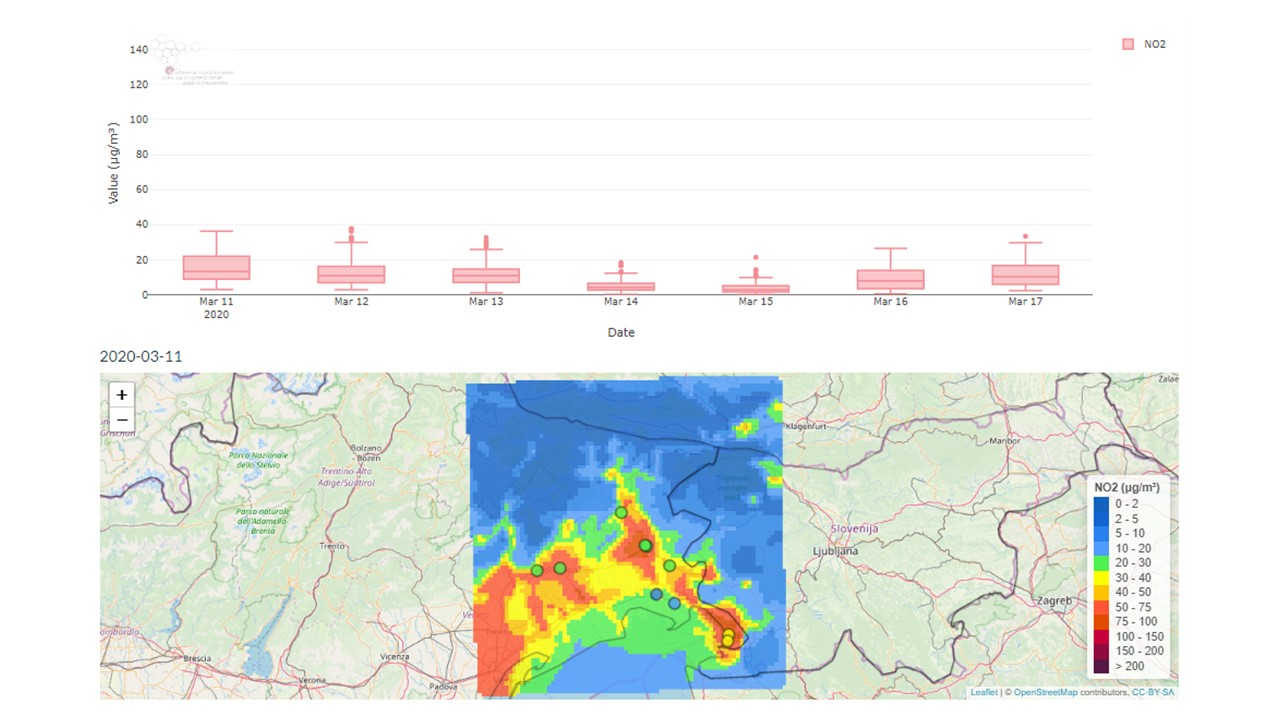 140
NO2
120
100
80
60
40
20
0
Value (µg/m³)
Mar 11
2020
Mar 12
Mar 13
Mar 14
Mar 15
Mar 16
Mar 17
Date
2020-03-11
+
−
Zalae
Klagenfurt
Maribor
Bolzano
- Bozen
Parco Nazionale
dello Stelvio
Trentino-Alto
Adige/Südtirol
Parco naturale
dell'Adamello
Brenta
Trento
Slovenija
Ljubljana
Zagreb
Brescia
Verona
Vicenza
Padova
NO2 (µg/m³)
0 - 2
2 - 5
5 - 10
10 - 20
20 - 30
30 - 40
40 - 50
50 - 75
75 - 100
100 - 150
150 - 200
> 200
Leaflet | © OpenStreetMap contributors, CC-BY-SA